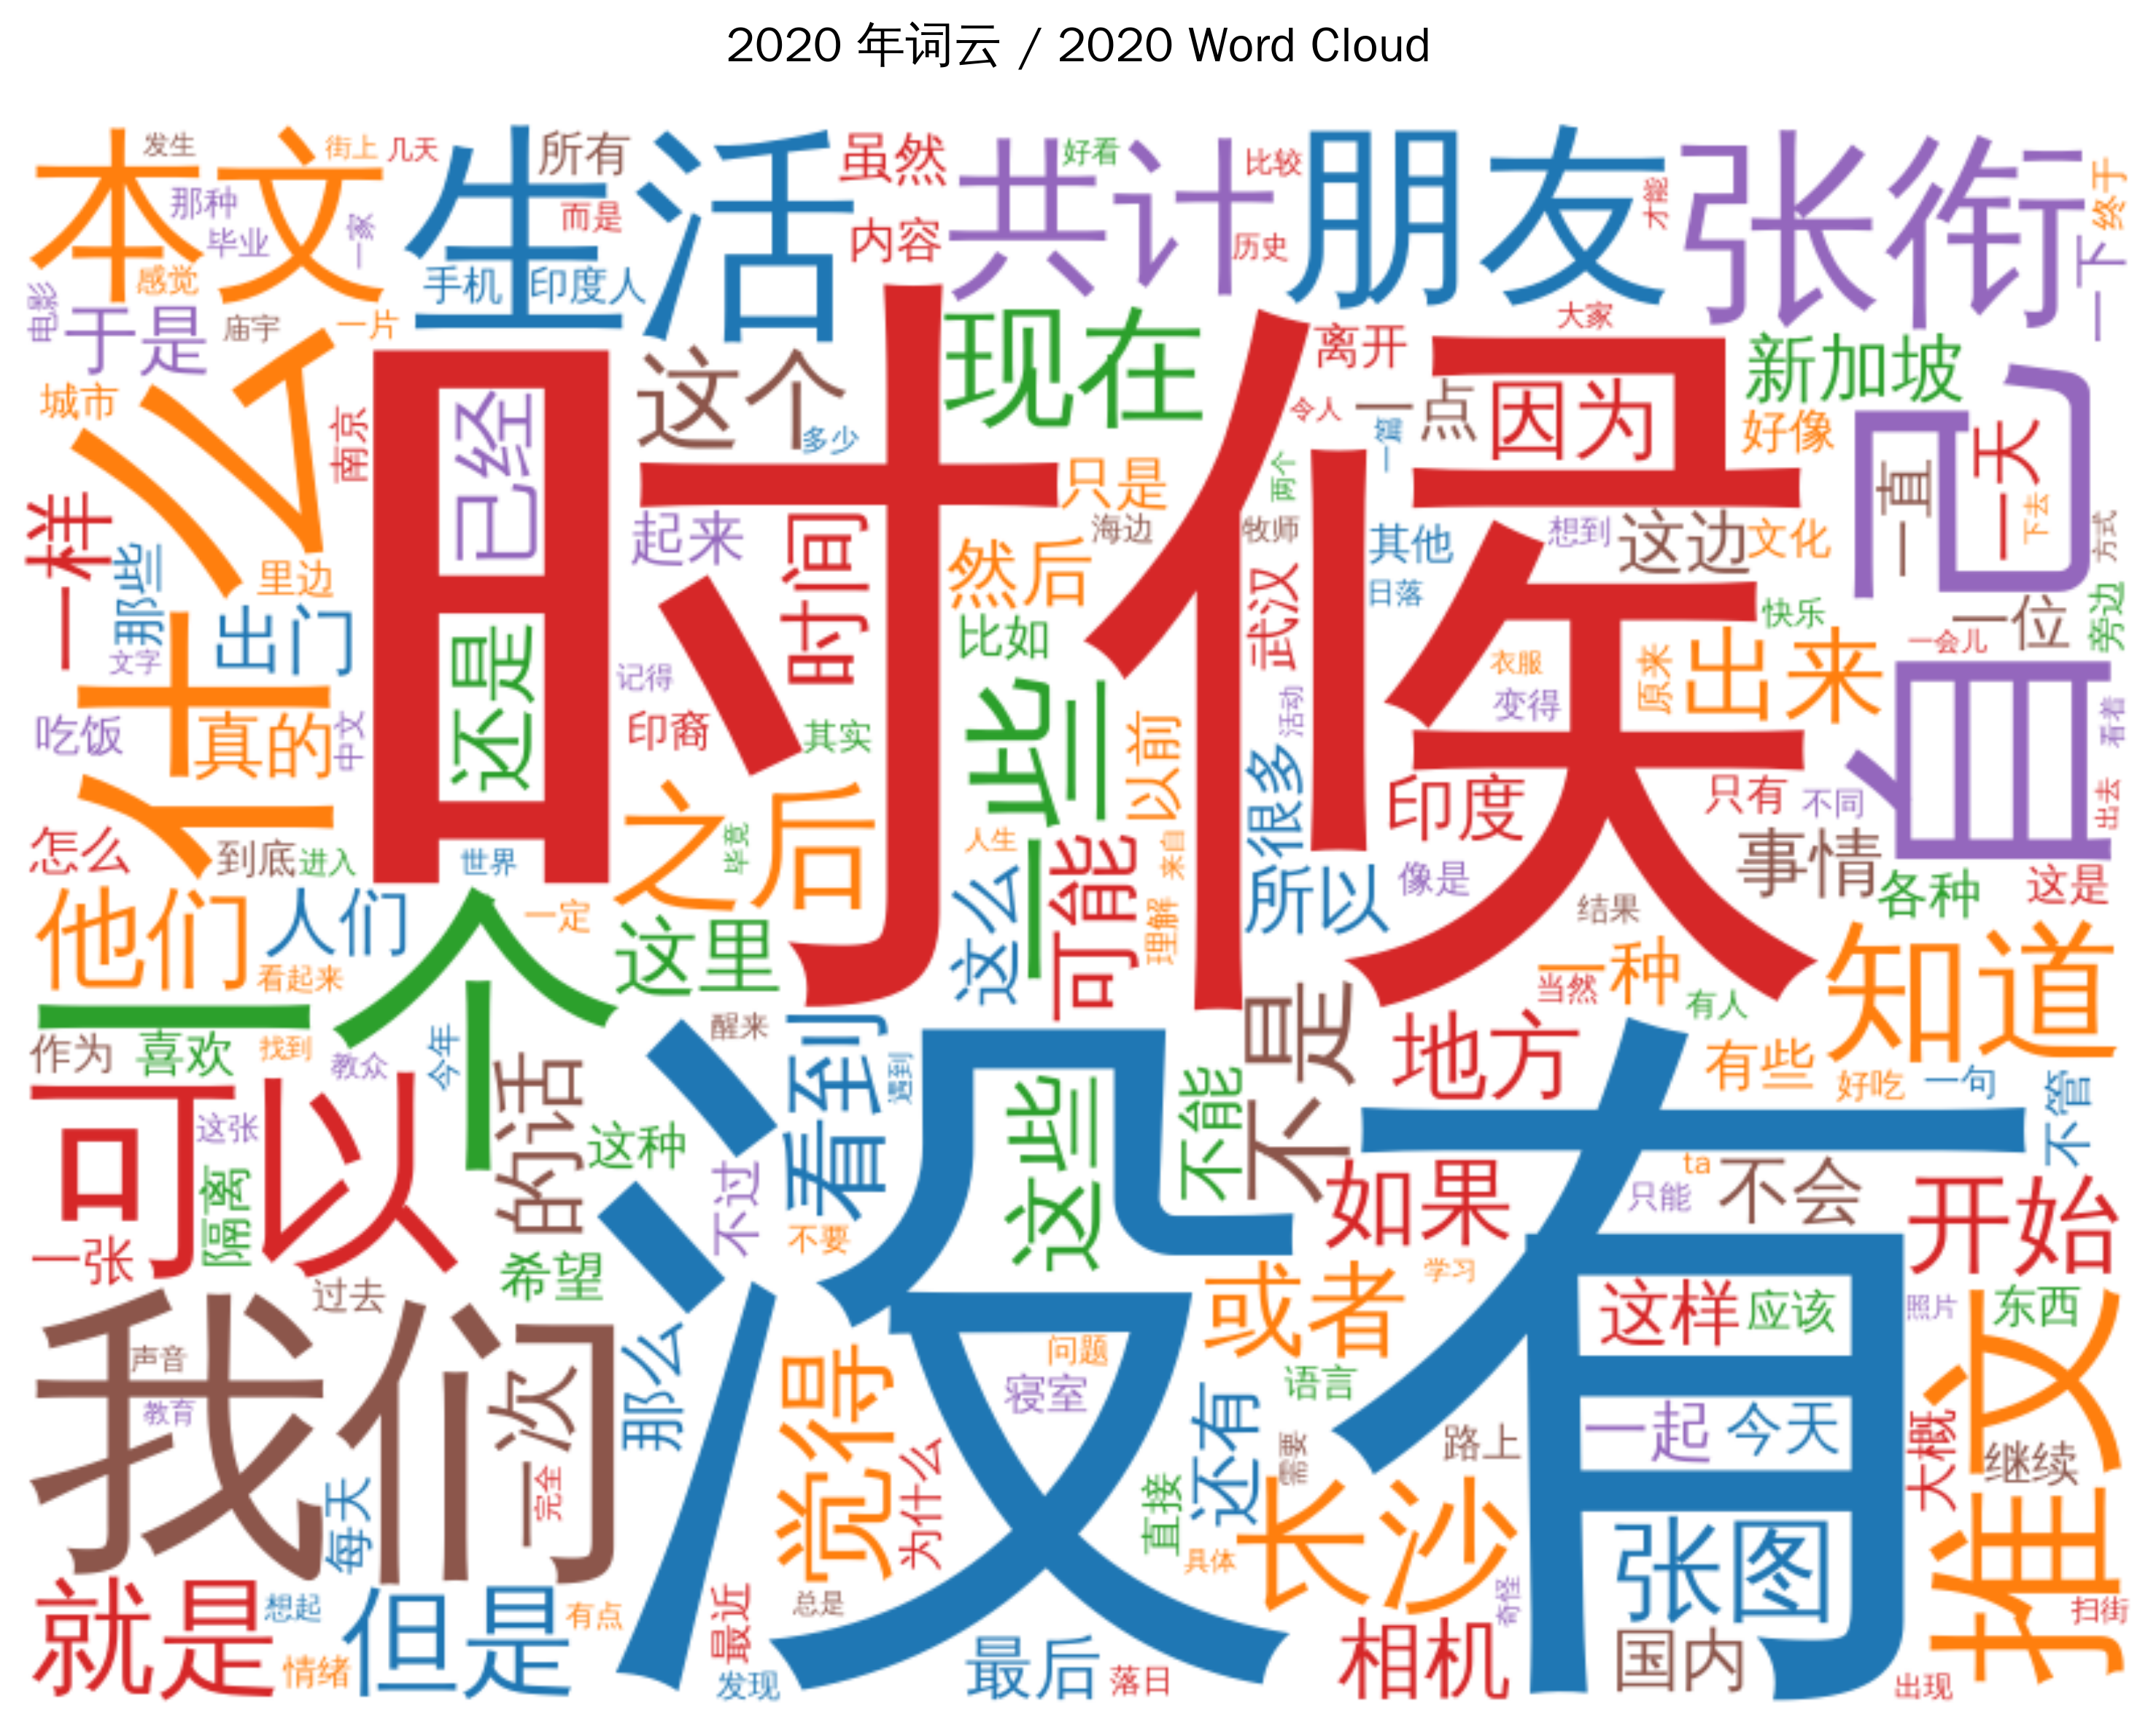 2020 年词云 / 2020 Word Cloud
本文
发生
街上
几天
生活
所有
虽然
共计
好看
比较
朋友
才能
张衔
终于
那种
毕业
一家
而是
内容
历史
一下
感觉
手机
印度人
电影
于是
庙宇
一片
大家
什么
时候
现在
离开
新加坡
自己
城市
南京
已经
这个
多少
令人
一点
一篇
因为
好像
一直
一天
下去
方式
一样
那些
里边
起来
时间
只是
两个
然后
海边
牧师
其他
想到
这边
文化
武汉
日落
出门
文字
还是
记得
比如
快乐
一位
旁边
一会儿
衣服
原来
出来
变得
吃饭
真的
中文
印裔
其实
一些
以前
活动
看着
很多
印度
只有
不同
出去
怎么
到底
进入
世界
之后
毕竟
人生
来自
可能
这么
理解
所以
像是
事情
各种
这是
他们
人们
一定
看起来
这里
结果
一种
当然
有人
知道
一个
作为
喜欢
找到
教众
今年
醒来
看到
遇到
没有
不是
地方
有些
好吃
一句
不管
可以
这张
隔离
的话
这种
不过
这些
不能
如果
ta
只能
不会
开始
一张
过去
希望
不要
或者
学习
这样
应该
照片
东西
我们
声音
教育
一次
完全
那么
觉得
问题
寝室
为什么
语言
还有
需要
路上
一起
今天
大概
继续
推文
每天
直接
具体
长沙
奇怪
张图
就是
想起
情绪
但是
有点
最近
总是
发现
最后
落日
相机
国内
扫街
出现